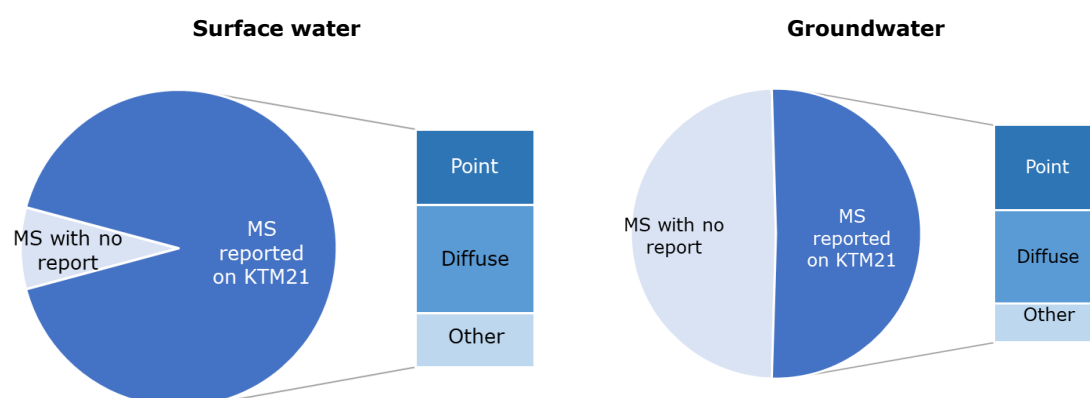 Surface water
MS with no
report
MS
reported
on KTM21
Point
Diffuse
Other
Groundwater
MS with no
report
MS
reported
on KTM21
Point
Diffuse
Other